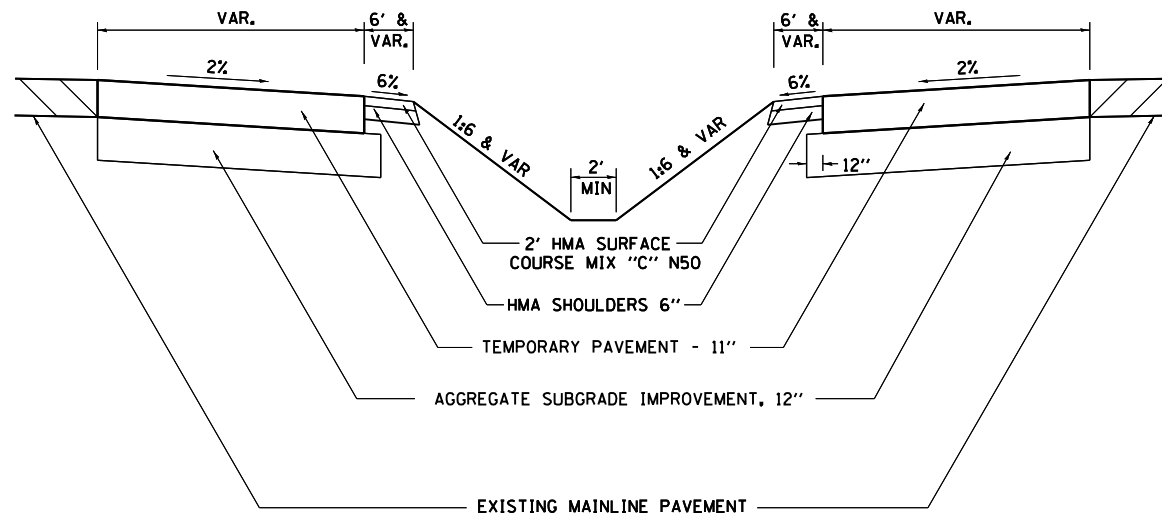 VAR.
6' &
VAR.
6' &
VAR.
VAR.
2%
6%
6%
2%
1:6 & VAR
1:6 & VAR
2'
MIN
12"
2' HMA SURFACE
COURSE MIX "C" N50
HMA SHOULDERS 6"
TEMPORARY PAVEMENT - 11"
AGGREGATE SUBGRADE IMPROVEMENT, 12"
EXISTING MAINLINE PAVEMENT